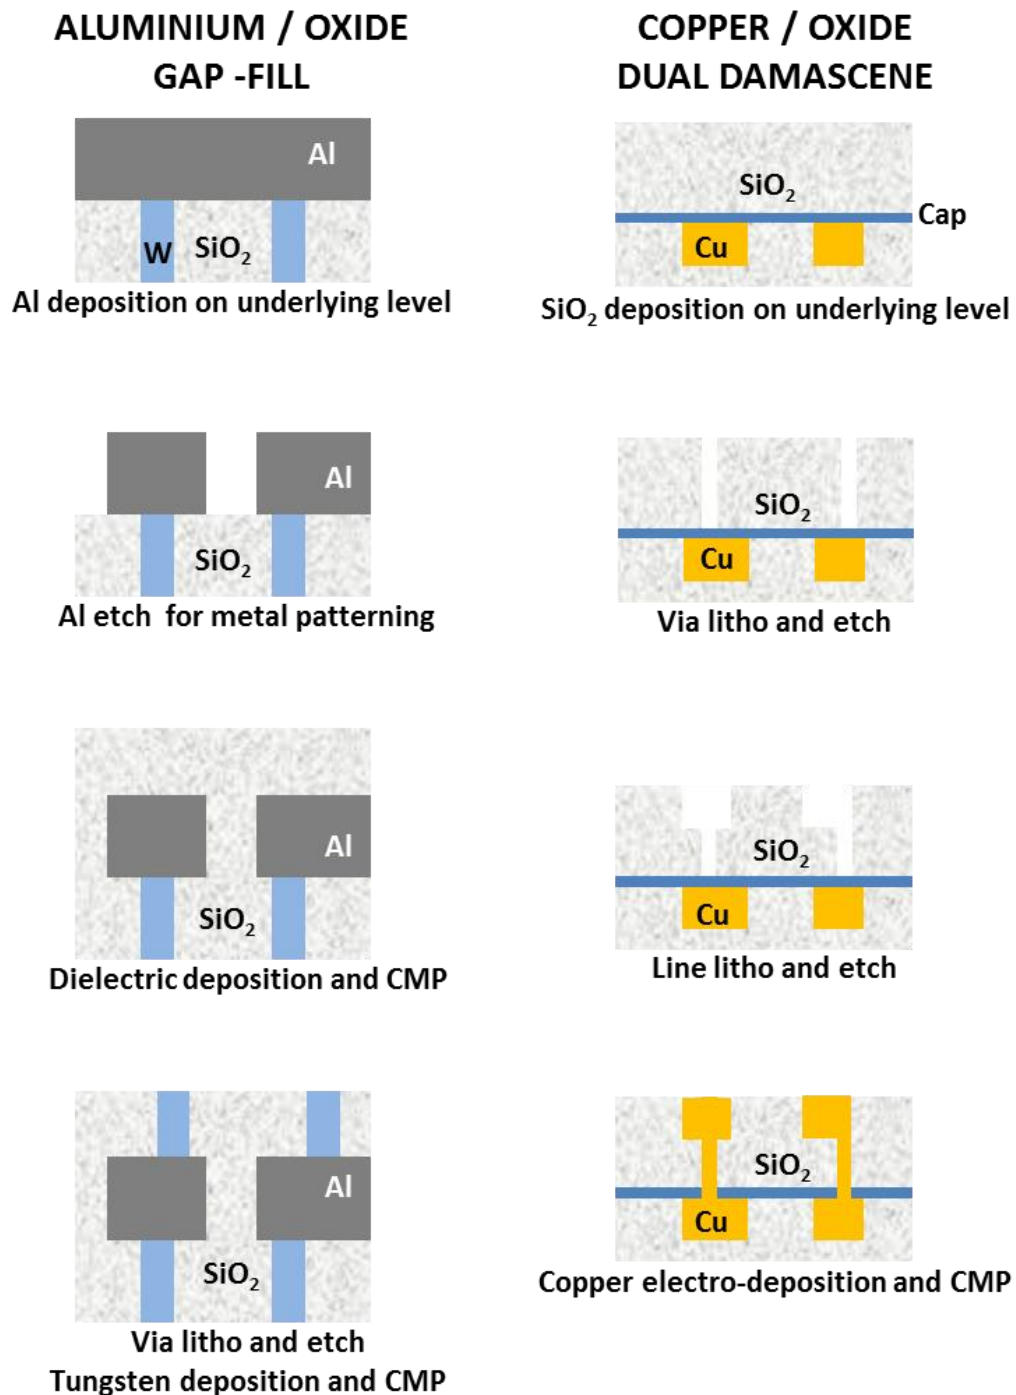 ALUMINIUM / OXIDE
GAP -FILL
Al
W
SiO₂
Al deposition on underlying level
Al
SiO₂
Al etch for metal patterning
Al
SiO₂
Dielectric deposition and CMP
Al
SiO₂
Via litho and etch
Tungsten deposition and CMP
COPPER / OXIDE
DUAL DAMASCENE
SiO₂
Cap
Cu
SiO₂ deposition on underlying level
SiO₂
Cu
Via litho and etch
SiO₂
Cu
Line litho and etch
SiO₂
Cu
Copper electro-deposition and CMP